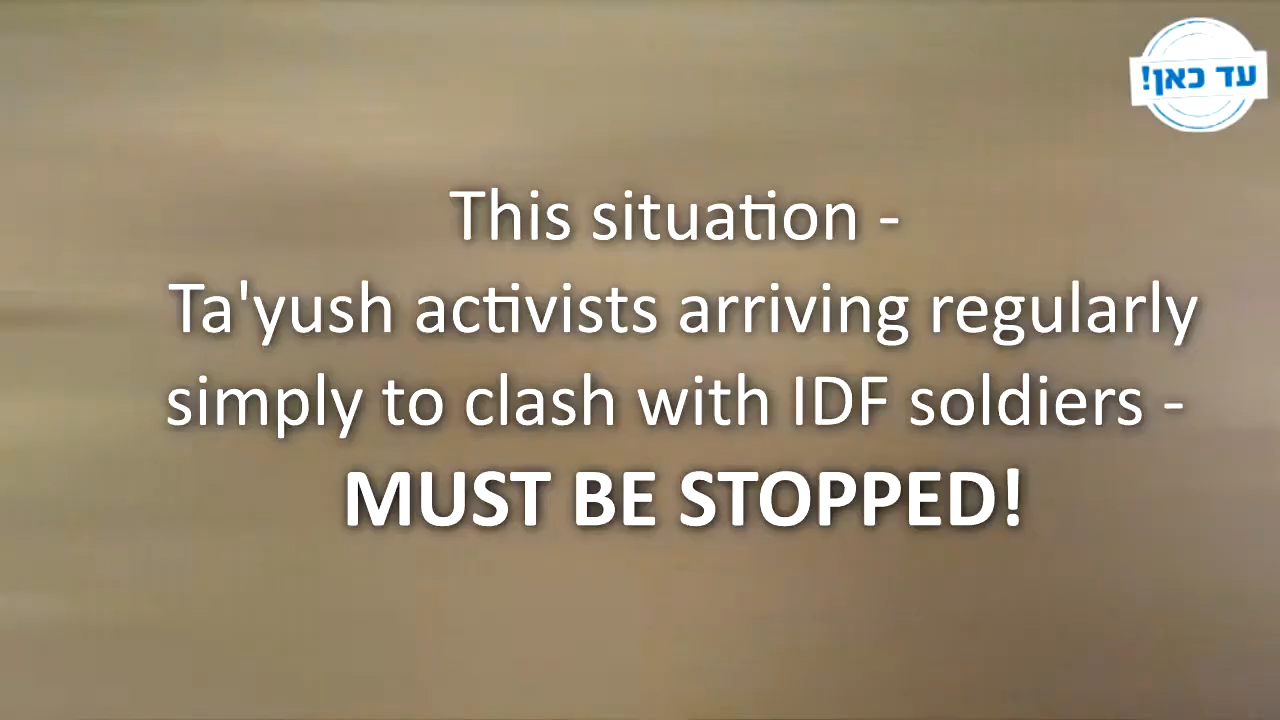 עד כאן!
This situation -
Ta'yush activists arriving regularly
simply to clash with IDF soldiers -
MUST BE STOPPED!